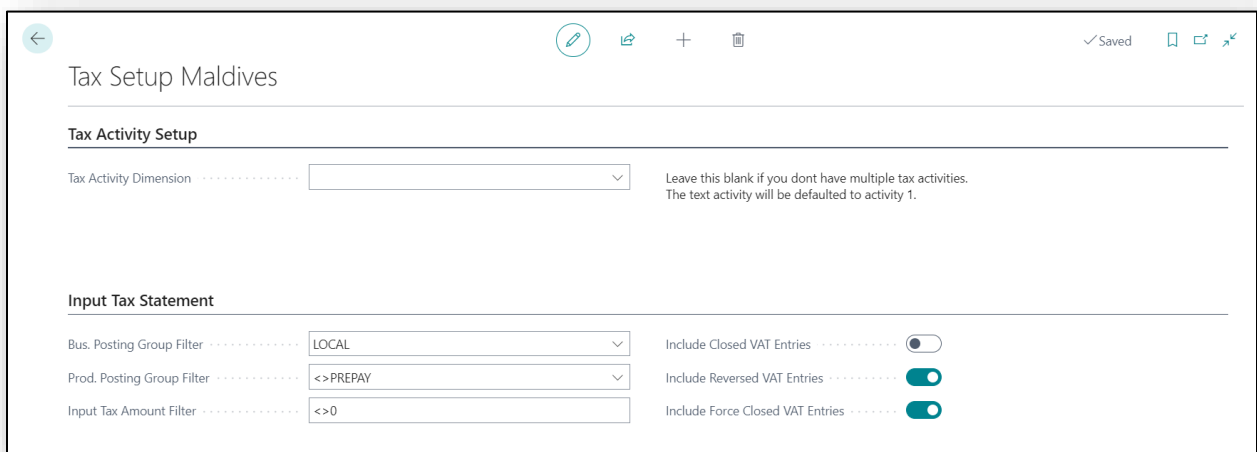 Saved
Tax Setup Maldives
Tax Activity Setup
Tax Activity Dimension
Leave this blank if you dont have multiple tax activities.
The text activity will be defaulted to activity 1.
Input Tax Statement
Bus. Posting Group Filter LOCAL Include Closed VAT Entries
Prod. Posting Group Filter <>PREPAY Include Reversed VAT Entries
Input Tax Amount Filter <>0 Include Force Closed VAT Entries